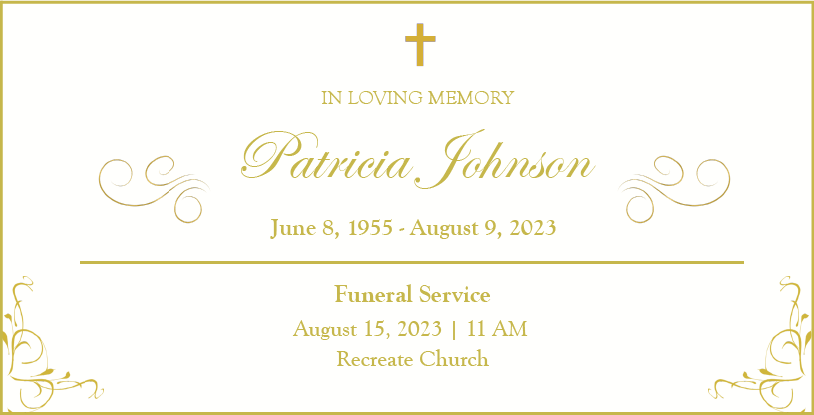 IN LOVING MEMORY
Patricia Johnson
June 8, 1955 - August 9, 2023
Funeral Service
August 15, 2023 | 11 AM
Recreate Church